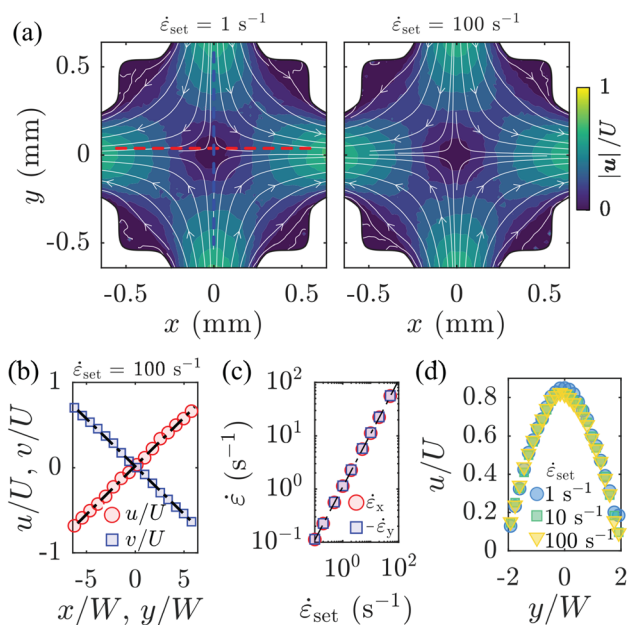 (a)
ε̇set = 1 s⁻¹
ε̇set = 100 s⁻¹
0.5
0
-0.5
y (mm)
-0.5 0 0.5
x (mm)
-0.5 0 0.5
x (mm)
1
0
|u|/U
(b)
ε̇set = 100 s⁻¹
1
0
-1
u/U, v/U
u/U
v/U
-5 0 5
x/W, y/W
(c)
10²
10¹
10⁰
10⁻¹
ε̇ (s⁻¹)
ε̇x
-ε̇y
10⁰ 10²
ε̇set (s⁻¹)
(d)
0.8
0.6
0.4
0.2
0
u/U
ε̇set
1 s⁻¹
10 s⁻¹
100 s⁻¹
-2 0 2
y/W